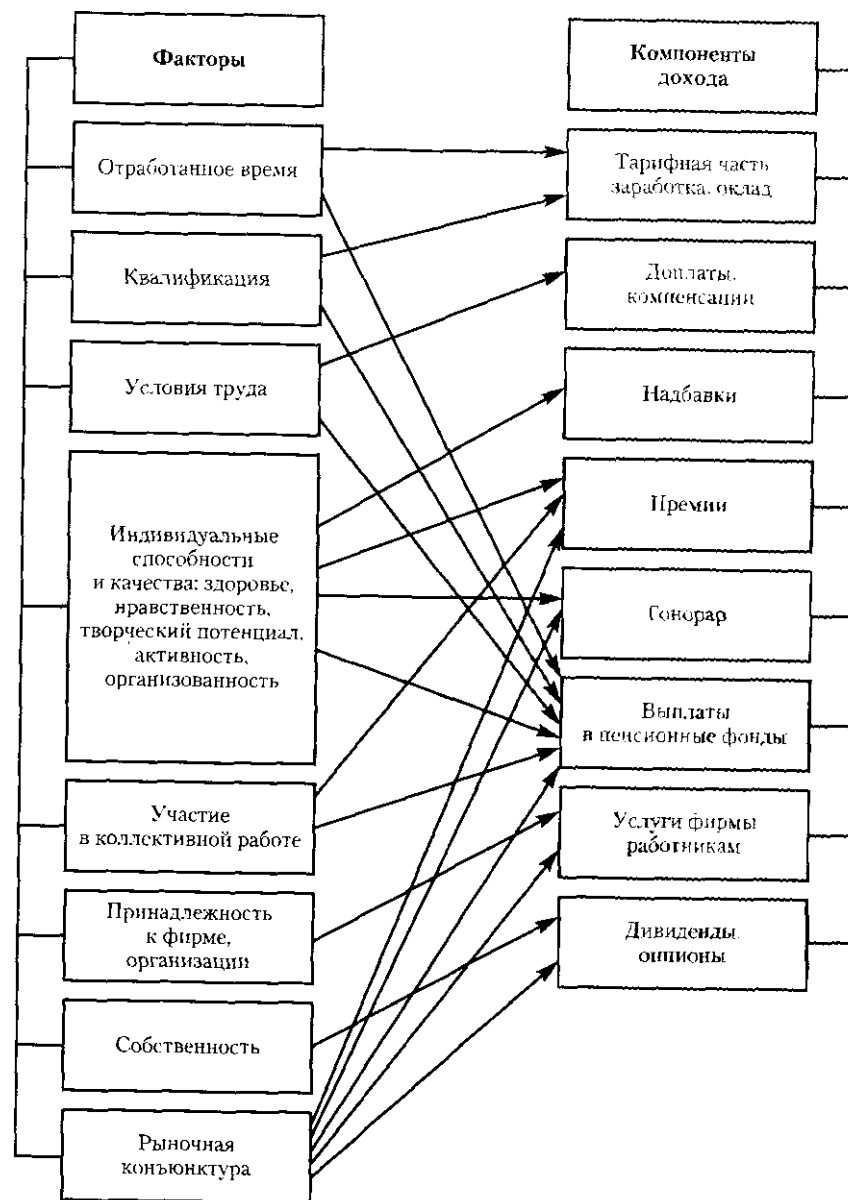 Факторы
Отработанное время
Квалификация
Условия труда
Индивидуальные
способности
и качества: здоровье,
нравственность,
творческий потенциал,
активность,
организованность
Участие
в коллективной работе
Принадлежность
к фирме,
организации
Собственность
Рыночная
конъюнктура
Компоненты
дохода
Тарифная часть
заработка, оклад
Доплаты,
компенсации
Надбавки
Премии
Гонорар
Выплаты
в пенсионные фонды
Услуги фирмы
работникам
Дивиденды,
опционы